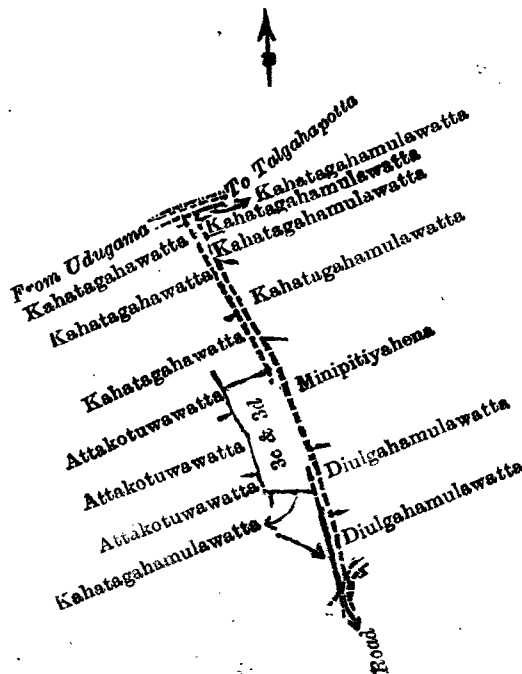 To Talgahapotta
From Udugama
Kahatagahamulawatta
Kahatagahamulawatta
Kahatagahamulawatta
Kahatagahawatta
Kahatagahawatta
Kahatugahamulawatta
Kahatagahawatta
Minipitiyahena
Attakotuwawatta
3c & 3d
Attakotuwawatta
Diulgahamulawatta
Attakotuwawatta
Diulgahamulawatta
Kahatagahamulawatta
Road